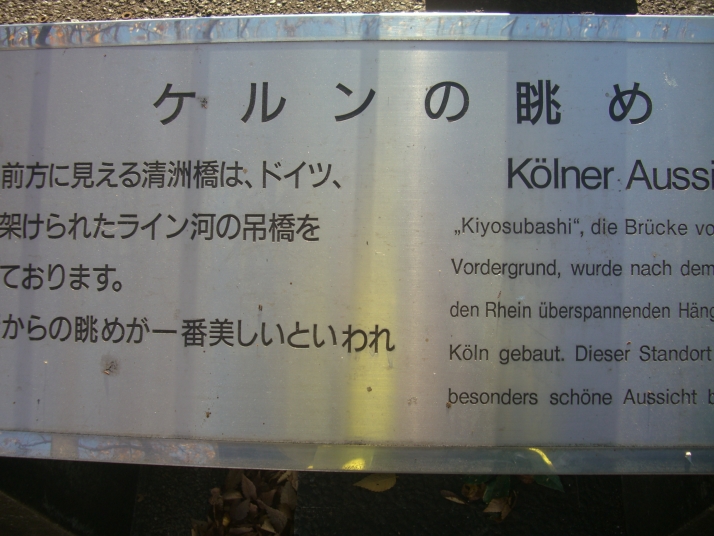 ケルンの眺め
前方に見える清洲橋は、ドイツ、
架けられたライン河の吊橋を
ております。
からの眺めが一番美しいといわれ
Kölner Aussi
„Kiyosubashi“, die Brücke vo
Vordergrund, wurde nach dem
den Rhein überspannenden Häng
Köln gebaut. Dieser Standort
besonders schöne Aussicht b